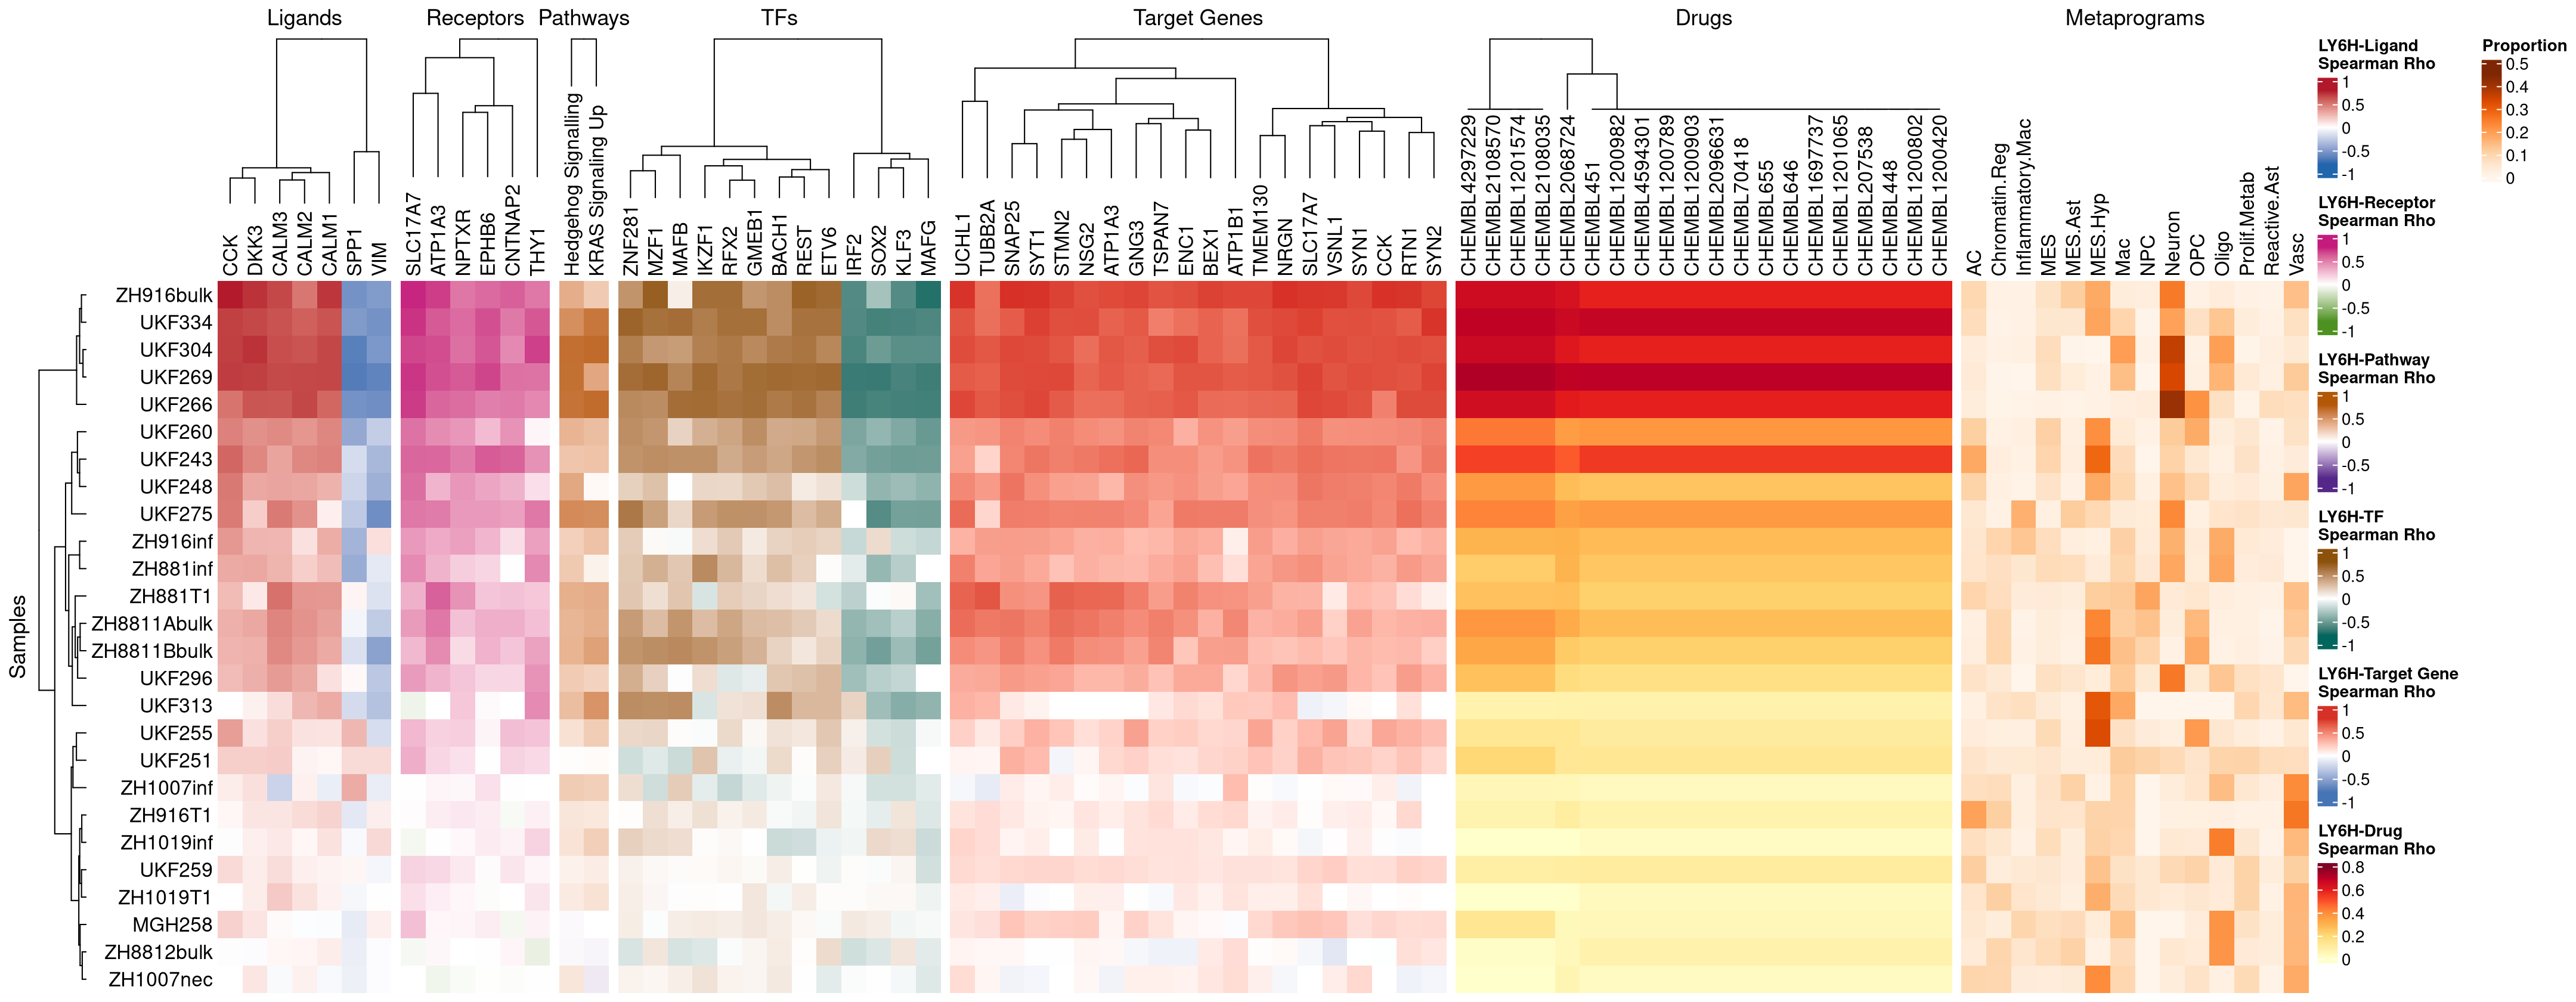 Ligands
Receptors
Pathways
TFs
Target Genes
Drugs
Metaprograms
CCK
DKK3
CALM3
CALM2
CALM1
SPP1
VIM
SLC17A7
ATP1A3
NPTXR
EPHB6
CNTNAP2
THY1
Hedgehog Signalling
KRAS Signaling Up
ZNF281
MZF1
MAFB
IKZF1
RFX2
GMEB1
BACH1
REST
ETV6
IRF2
SOX2
KLF3
MAFG
UCHL1
TUBB2A
SNAP25
SYT1
STMN2
NSG2
ATP1A3
GNG3
TSPAN7
ENC1
BEX1
ATP1B1
TMEM130
NRGN
SLC17A7
VSNL1
SYN1
CCK
RTN1
SYN2
CHEMBL4297229
CHEMBL2108570
CHEMBL1201574
CHEMBL2108035
CHEMBL2068724
CHEMBL451
CHEMBL1200982
CHEMBL4594301
CHEMBL1200789
CHEMBL1200903
CHEMBL2096631
CHEMBL70418
CHEMBL655
CHEMBL646
CHEMBL1697737
CHEMBL1201065
CHEMBL207538
CHEMBL448
CHEMBL1200802
CHEMBL1200420
AC
Chromatin.Reg
Inflammatory.Mac
MES
MES.Ast
MES.Hyp
Mac
NPC
Neuron
OPC
Oligo
Prolif.Metab
Reactive.Ast
Vasc
Samples
ZH916bulk
UKF334
UKF304
UKF269
UKF266
UKF260
UKF243
UKF248
UKF275
ZH916inf
ZH881inf
ZH881T1
ZH8811Abulk
ZH8811Bbulk
UKF296
UKF313
UKF255
UKF251
ZH1007inf
ZH916T1
ZH1019inf
UKF259
ZH1019T1
MGH258
ZH8812bulk
ZH1007nec
LY6H-Ligand
Spearman Rho
1
0.5
0
-0.5
-1
LY6H-Receptor
Spearman Rho
1
0.5
0
-0.5
-1
LY6H-Pathway
Spearman Rho
1
0.5
0
-0.5
-1
LY6H-TF
Spearman Rho
1
0.5
0
-0.5
-1
LY6H-Target Gene
Spearman Rho
1
0.5
0
-0.5
-1
LY6H-Drug
Spearman Rho
0.8
0.6
0.4
0.2
0
Proportion
0.5
0.4
0.3
0.2
0.1
0